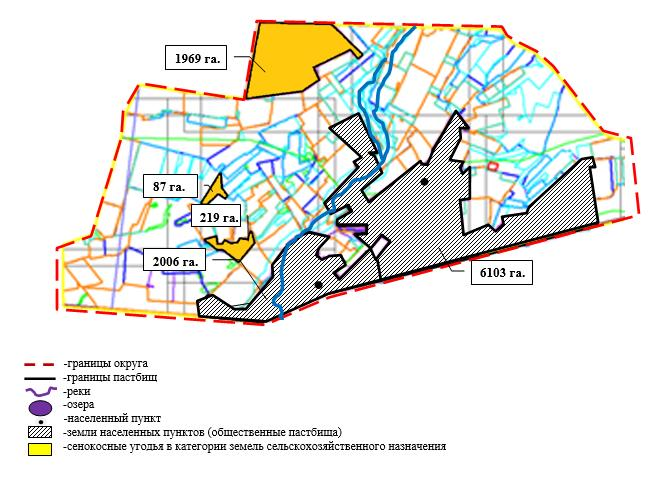 1969 га.
87 га.
219 га.
2006 га.
6103 га.
-границы округа
-границы пастбищ
-реки
-озера
-населенный пункт
-земли населенных пунктов (общественные пастбища)
-сенокосные угодья в категории земель сельскохозяйственного назначения